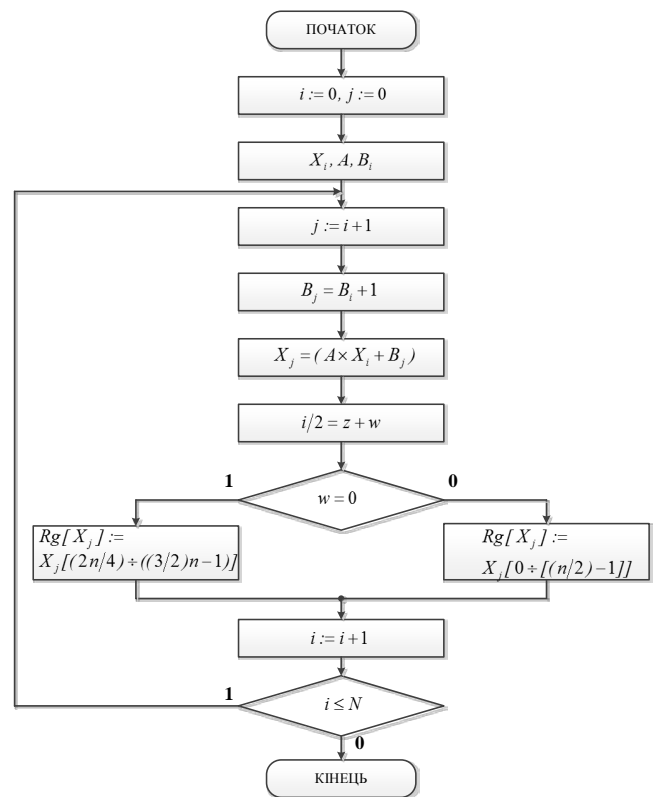 ПОЧАТОК
i := 0, j := 0
X_i, A, B_i
j := i + 1
B_j = B_i + 1
X_j = ( A × X_i + B_j )
i/2 = z + w
1
w = 0
0
Rg[ X_j ] :=
X_j[(2n/4)÷((3/2)n−1)]
Rg[ X_j ] :=
X_j[0÷[(n/2)−1]]
i := i + 1
1
i ≤ N
0
КІНЕЦЬ